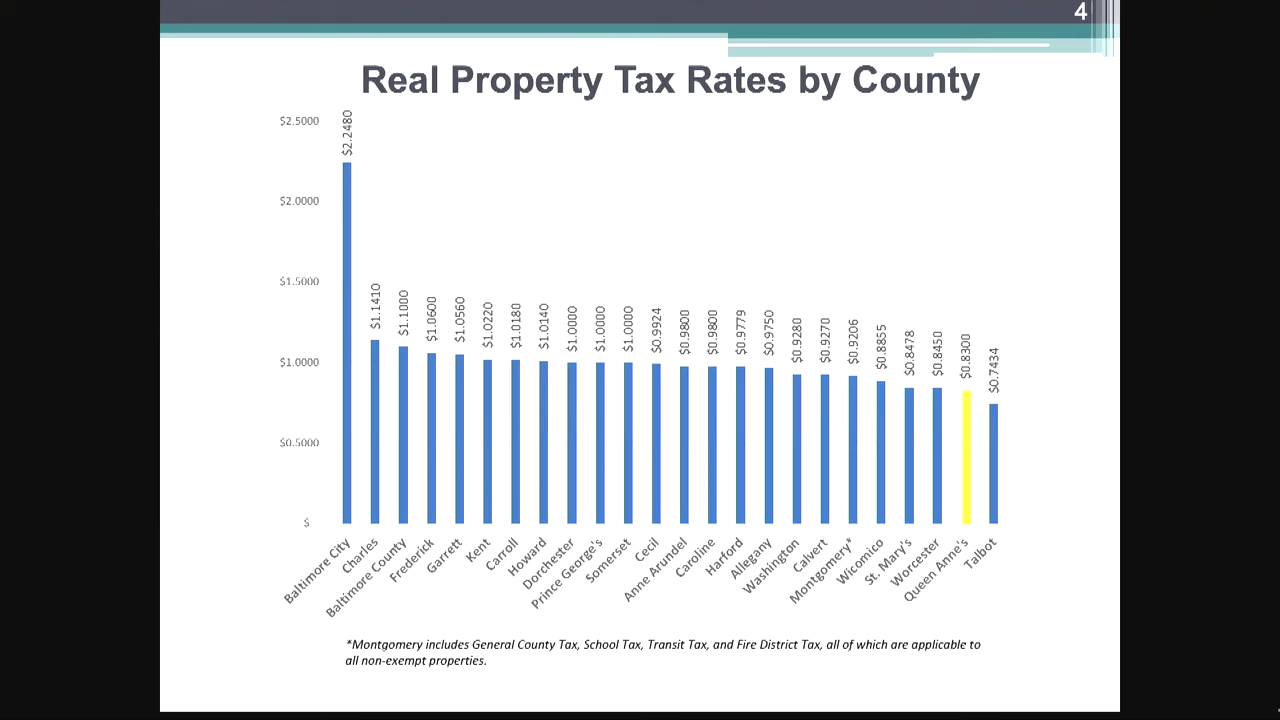 4
Real Property Tax Rates by County
$2.5000
$2.0000
$1.5000
$1.0000
$0.5000
$
$2.2480
$1.1410
$1.1000
$1.0600
$1.0560
$1.0220
$1.0180
$1.0140
$1.0000
$1.0000
$1.0000
$0.9924
$0.9800
$0.9800
$0.9779
$0.9750
$0.9280
$0.9270
$0.9206
$0.8855
$0.8478
$0.8450
$0.8300
$0.7434
Baltimore City
Charles
Baltimore County
Frederick
Garrett
Kent
Carroll
Howard
Dorchester
Prince George's
Somerset
Cecil
Anne Arundel
Caroline
Harford
Allegany
Washington
Calvert
Montgomery*
Wicomico
St. Mary's
Worcester
Queen Anne's
Talbot
*Montgomery includes General County Tax, School Tax, Transit Tax, and Fire District Tax, all of which are applicable to
all non-exempt properties.